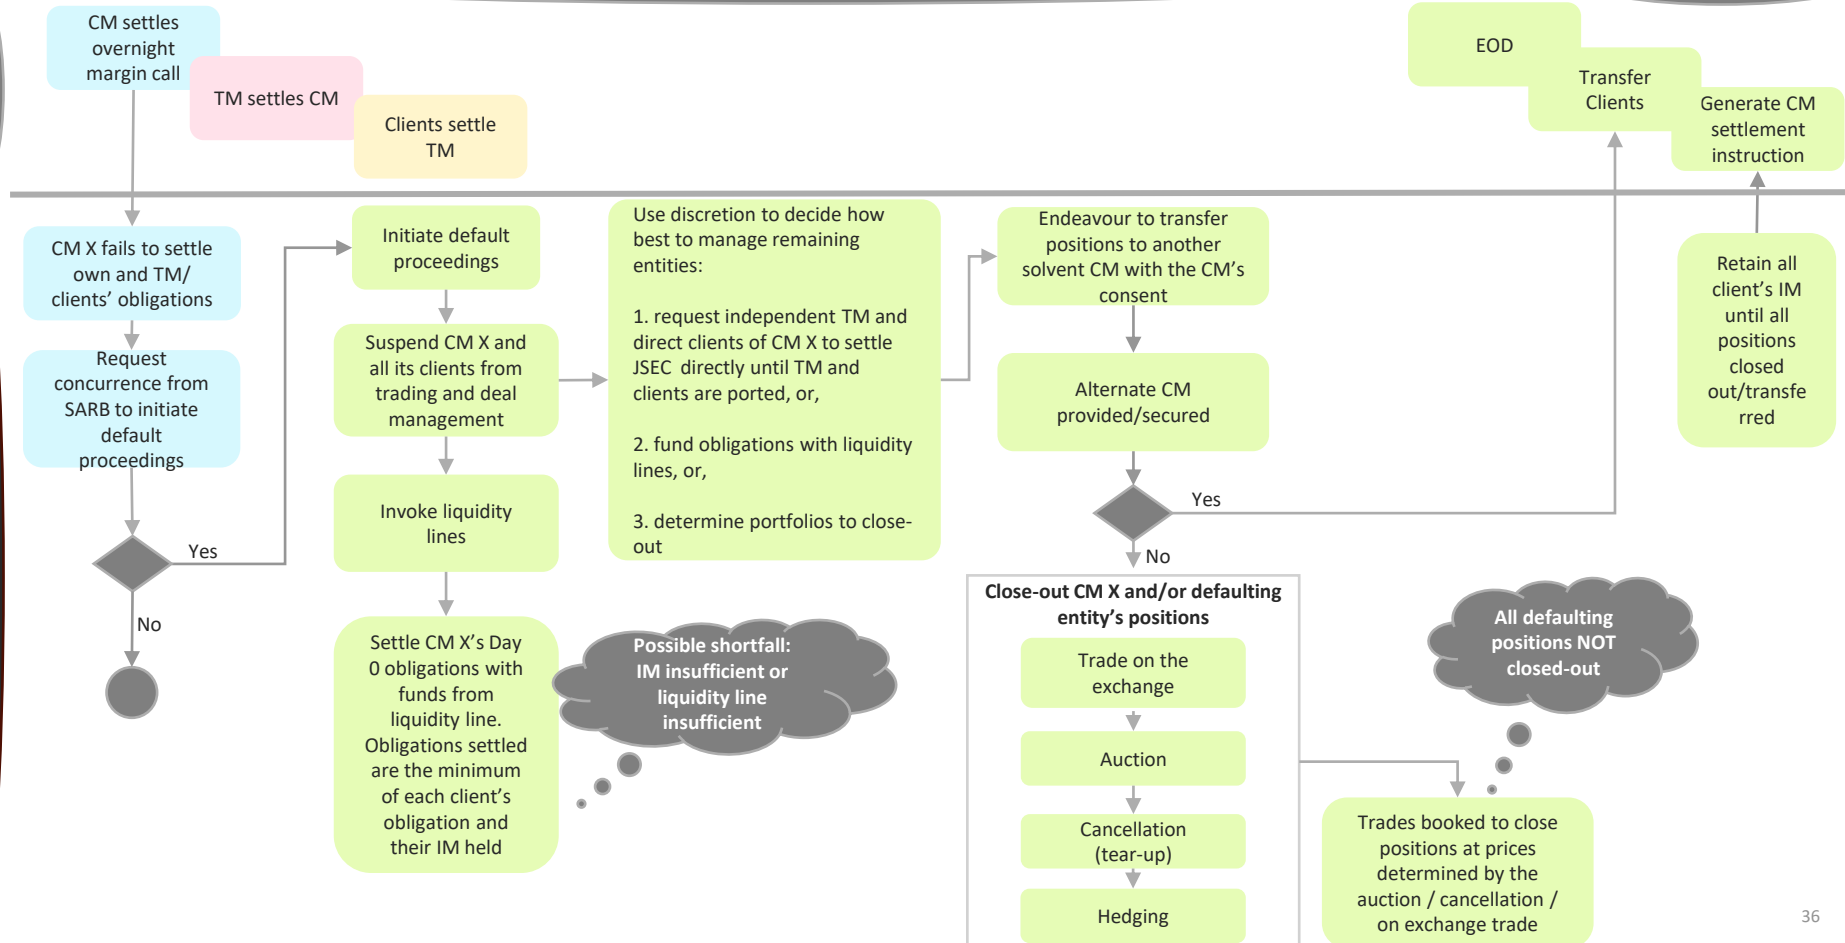 CM settles
overnight
margin call
TM settles CM
Clients settle
TM
EOD
Transfer
Clients
Generate CM
settlement
instruction
CM X fails to settle
own and TM/
clients’ obligations
Request
concurrence from
SARB to initiate
default
proceedings
Yes
No
Initiate default
proceedings
Suspend CM X and
all its clients from
trading and deal
management
Invoke liquidity
lines
Settle CM X’s Day
0 obligations with
funds from
liquidity line.
Obligations settled
are the minimum
of each client’s
obligation and
their IM held
Possible shortfall:
IM insufficient or
liquidity line
insufficient
Use discretion to decide how
best to manage remaining
entities:
1. request independent TM and
direct clients of CM X to settle
JSEC directly until TM and
clients are ported, or,
2. fund obligations with liquidity
lines, or,
3. determine portfolios to close-
out
Endeavour to transfer
positions to another
solvent CM with the CM’s
consent
Alternate CM
provided/secured
Yes
No
Close-out CM X and/or defaulting
entity’s positions
Trade on the
exchange
Auction
Cancellation
(tear-up)
Hedging
All defaulting
positions NOT
closed-out
Trades booked to close
positions at prices
determined by the
auction / cancellation /
on exchange trade
Retain all
client’s IM
until all
positions
closed
out/transfe
rred
36